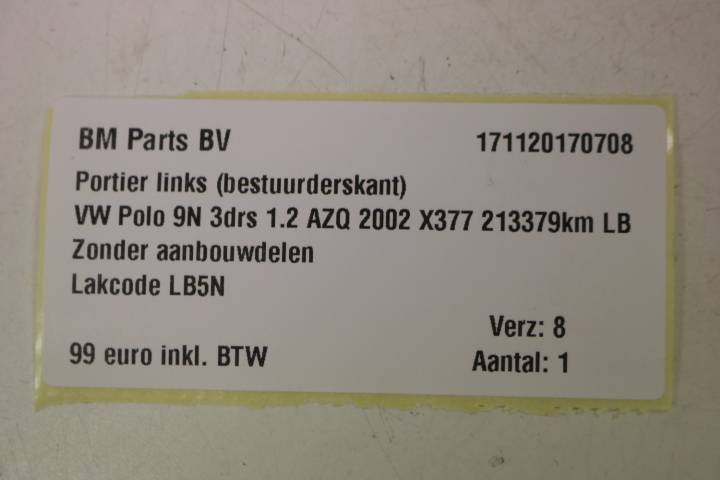 BM Parts BV 171120170708
Portier links (bestuurderskant)
VW Polo 9N 3drs 1.2 AZQ 2002 X377 213379km LB
Zonder aanbouwdelen
Lakcode LB5N
Verz: 8
99 euro inkl. BTW Aantal: 1